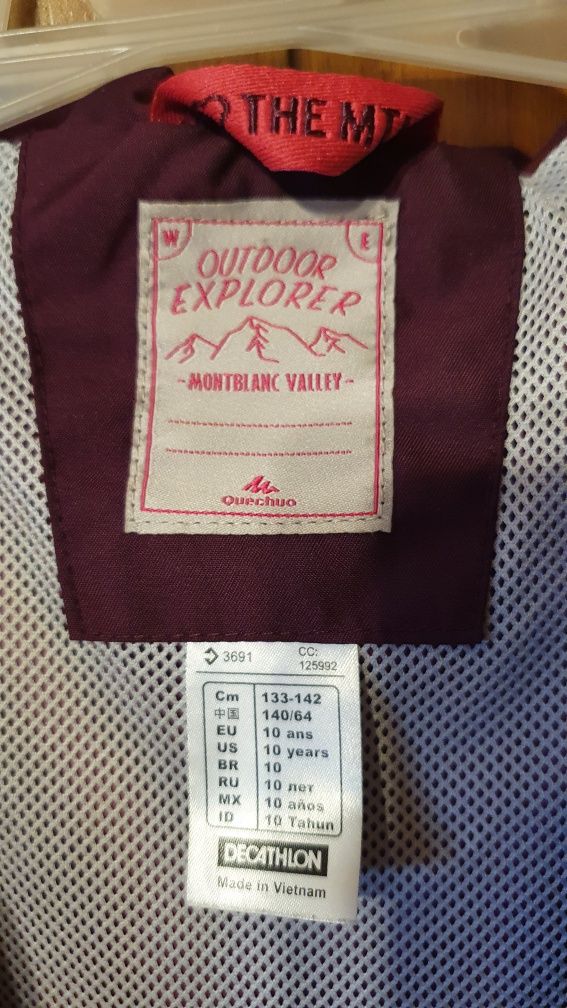 THE MT
W
E
OUTDOOR
EXPLORER
-MONTBLANC VALLEY-
Quechua
3691
CC:
125992
Cm 133-142
中国 140/64
EU 10 ans
US 10 years
BR 10
RU 10 лет
MX 10 años
ID 10 Tahun
DECATHLON
Made in Vietnam